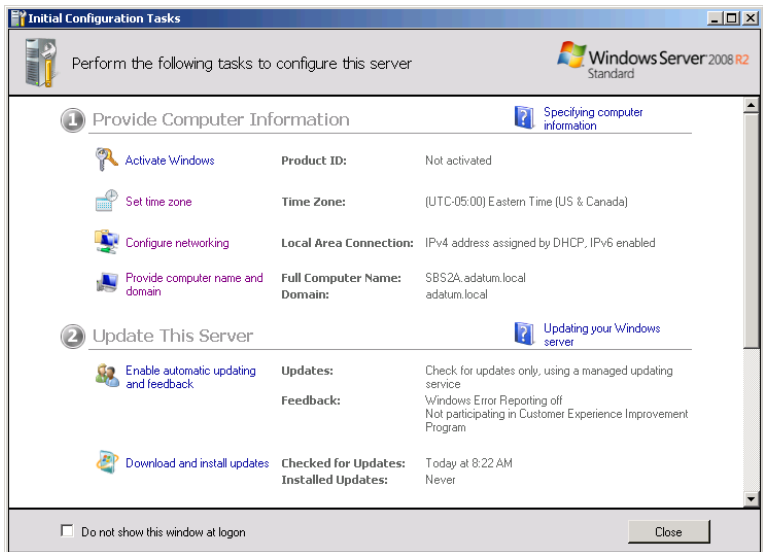 Initial Configuration Tasks
Perform the following tasks to configure this server
Windows Server 2008 R2
Standard
1 Provide Computer Information
Specifying computer
information
Activate Windows Product ID: Not activated
Set time zone Time Zone: (UTC-05:00) Eastern Time (US & Canada)
Configure networking Local Area Connection: IPv4 address assigned by DHCP, IPv6 enabled
Provide computer name and Full Computer Name: SBS2A.adatum.local
domain Domain: adatum.local
2 Update This Server
Updating your Windows
server
Enable automatic updating Updates: Check for updates only, using a managed updating
and feedback service
Feedback: Windows Error Reporting off
Not participating in Customer Experience Improvement
Program
Download and install updates Checked for Updates: Today at 8:22 AM
Installed Updates: Never
Do not show this window at logon
Close